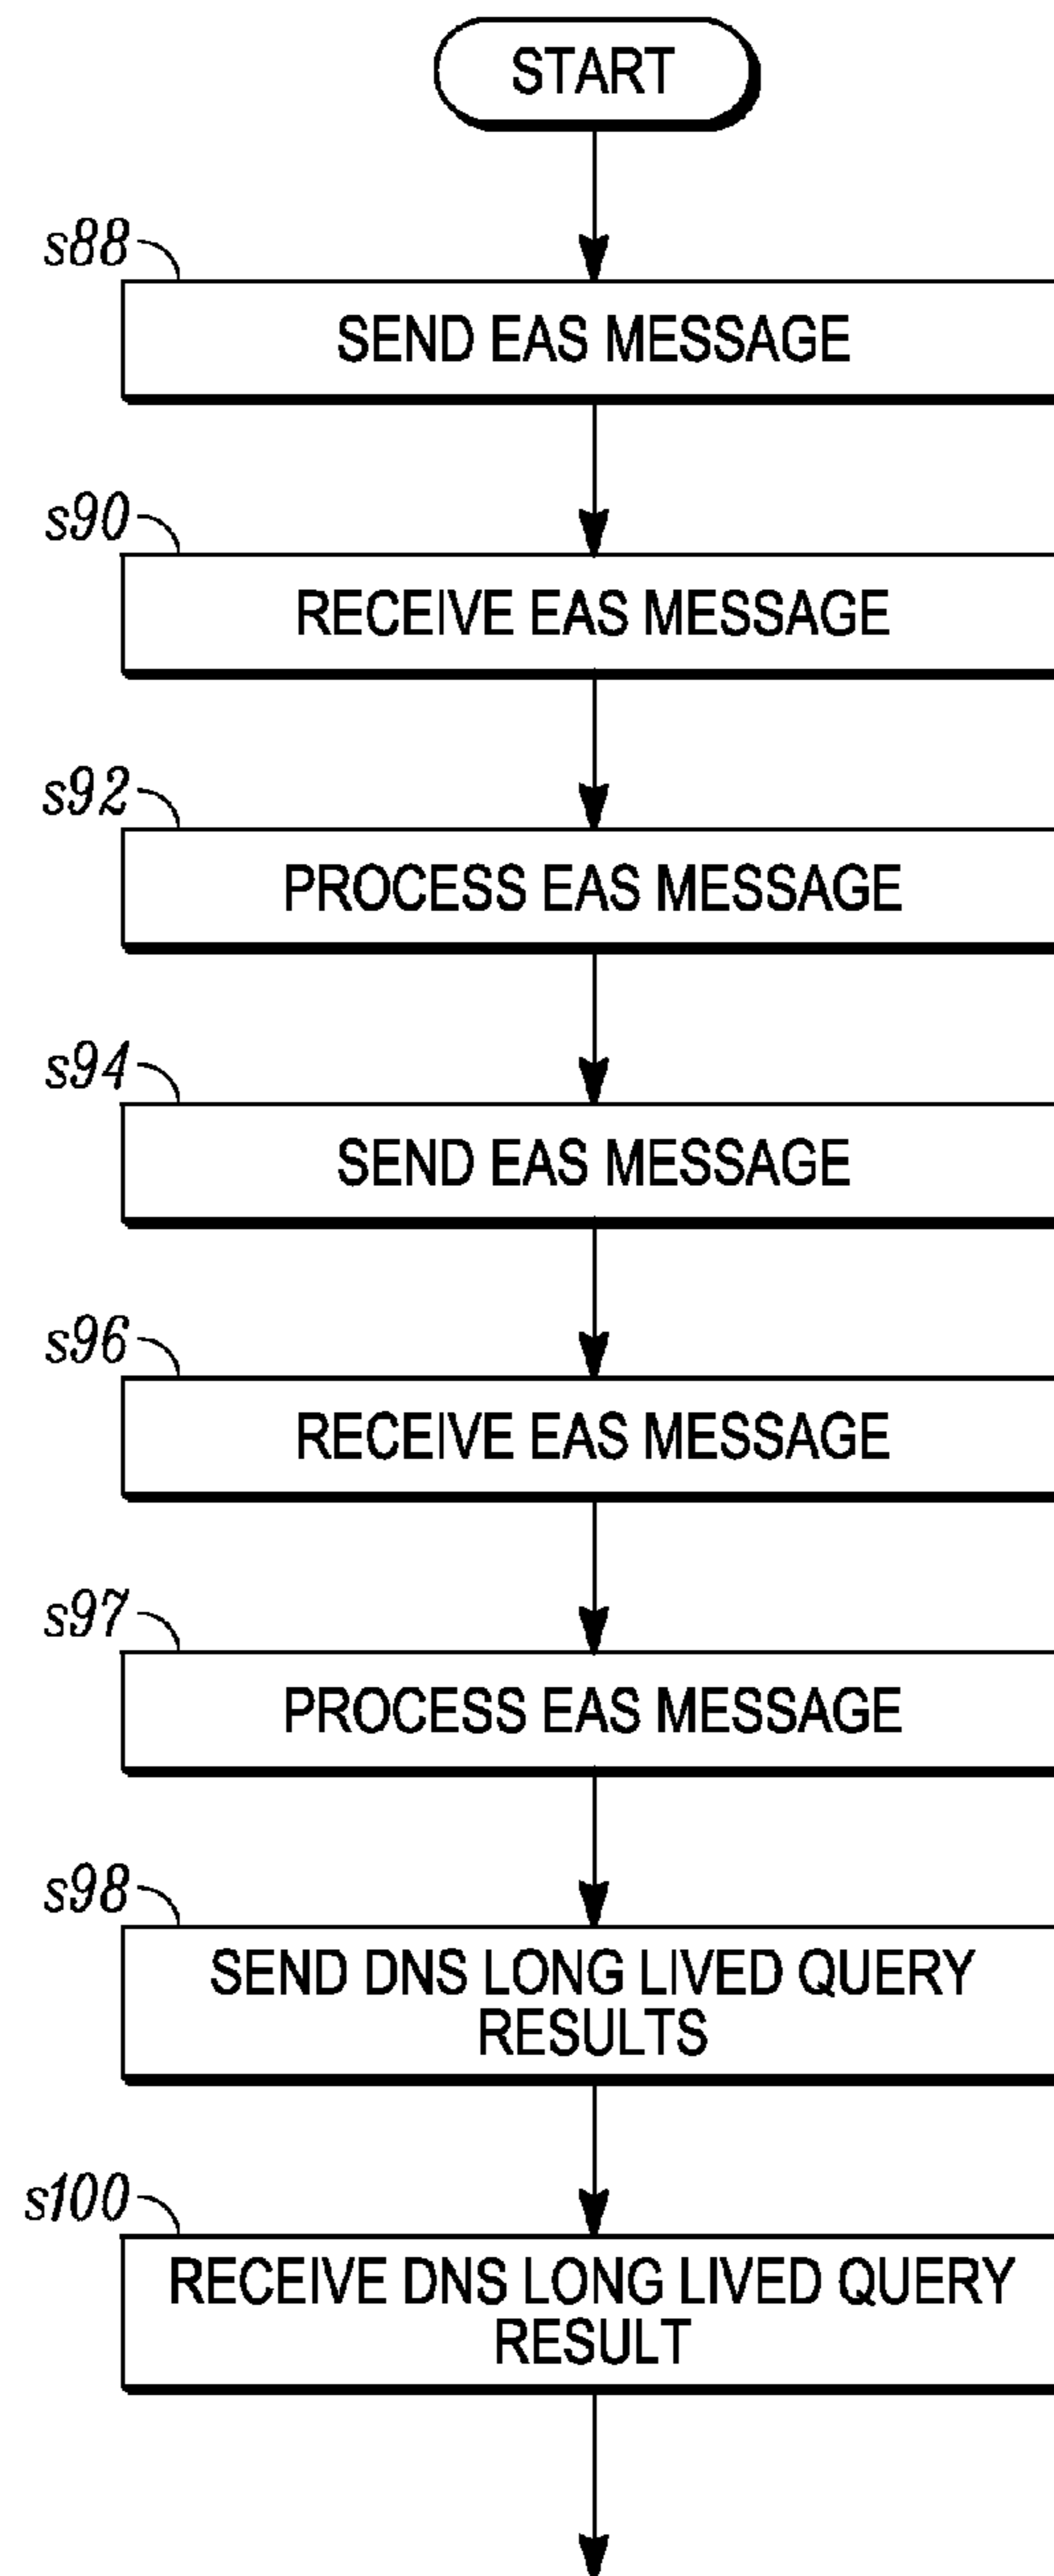 START
s88
SEND EAS MESSAGE
s90
RECEIVE EAS MESSAGE
s92
PROCESS EAS MESSAGE
s94
SEND EAS MESSAGE
s96
RECEIVE EAS MESSAGE
s97
PROCESS EAS MESSAGE
s98
SEND DNS LONG LIVED QUERY
RESULTS
s100
RECEIVE DNS LONG LIVED QUERY
RESULT